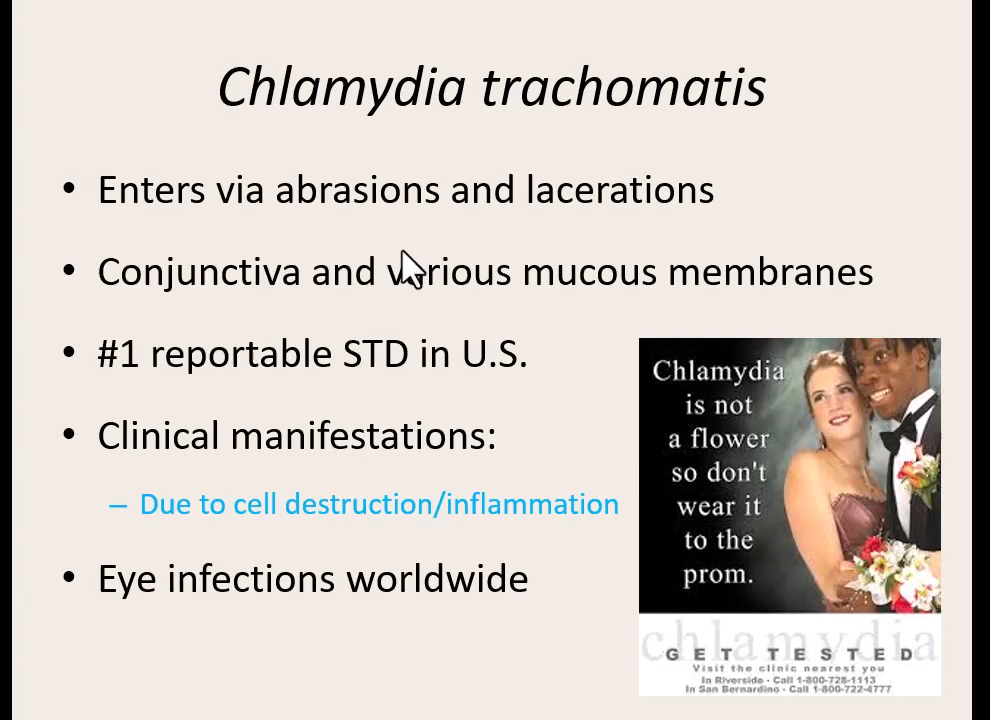 Chlamydia trachomatis
• Enters via abrasions and lacerations
• Conjunctiva and various mucous membranes
• #1 reportable STD in U.S.
• Clinical manifestations:
– Due to cell destruction/inflammation
• Eye infections worldwide
Chlamydia
is not
a flower
so don't
wear it
to the
prom.
chlamydia
GET TESTED
Visit the clinic nearest you
In Riverside - Call 1-800-728-1113
In San Bernardino - Call 1-800-722-4777